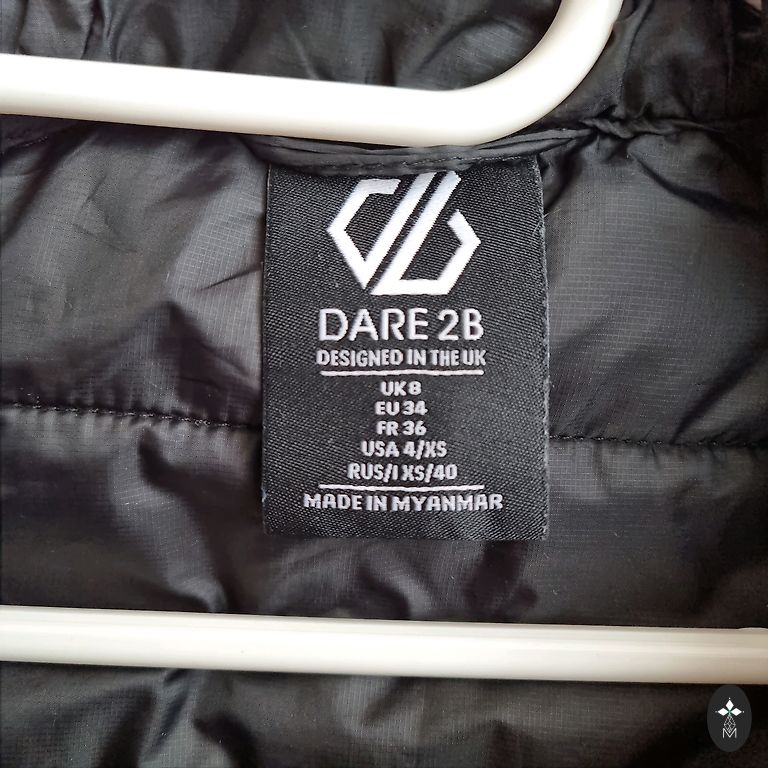 DARE 2B
DESIGNED IN THE UK
UK 8
EU 34
FR 36
USA 4/XS
RUS/I XS/40
MADE IN MYANMAR
M